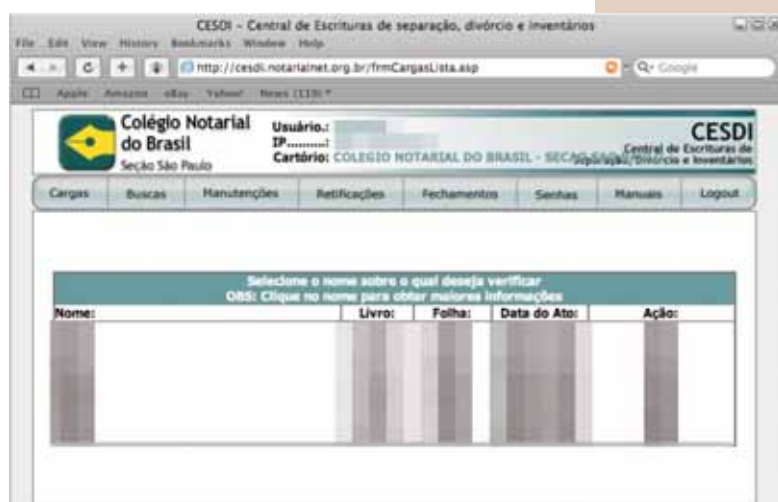 CESDI - Central de Escrituras de separação, divórcio e inventários
File Edit View History Bookmarks Window Help
http://cesdi.notarialnet.org.br/frmCargasLista.asp
Google
Apple Amazon eBay Yahoo! News
Colégio Notarial do Brasil
Seção São Paulo
Usuário.:
IP.........:
Cartório: COLEGIO NOTARIAL DO BRASIL - SECAO
CESDI
Central de
Escrituras de
Separação/Divórcio e Inventários
Cargas Buscas Manutenções Retificações Fechamentos Senhas Manuais Logout
Selecione o nome sobre o qual deseja verificar
OBS: Clique no nome para obter maiores informações
Nome: Livro: Folha: Data do Ato: Ação: